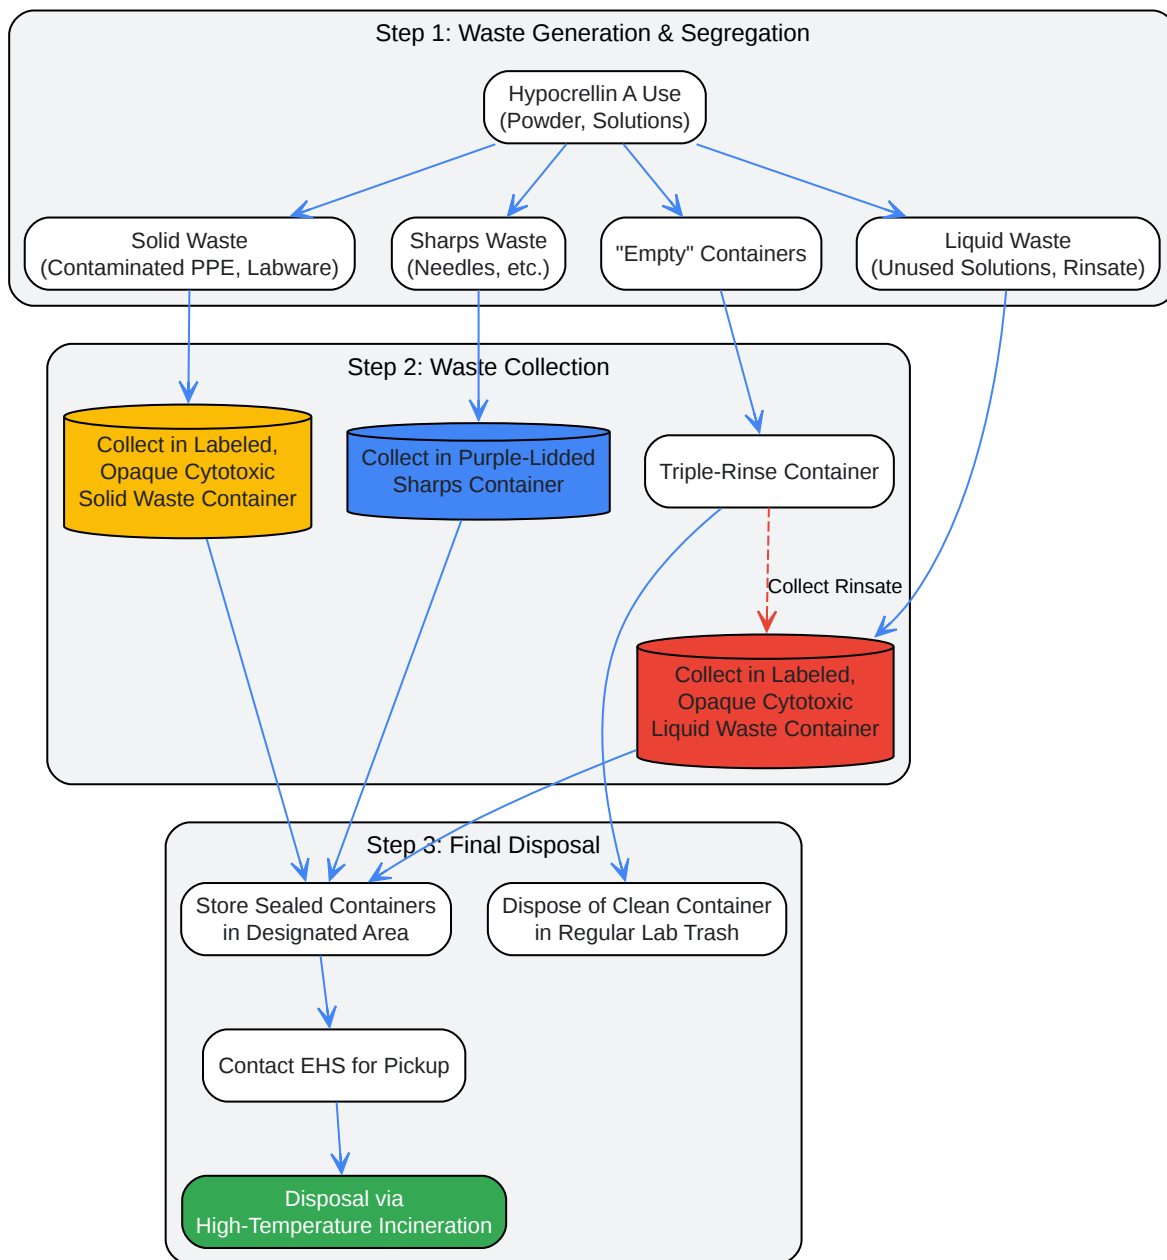 Step 1: Waste Generation & Segregation
Hypocrellin A Use
(Powder, Solutions)
Solid Waste
(Contaminated PPE, Labware)
Sharps Waste
(Needles, etc.)
"Empty" Containers
Liquid Waste
(Unused Solutions, Rinsate)
Step 2: Waste Collection
Collect in Labeled,
Opaque Cytotoxic
Solid Waste Container
Collect in Purple-Lidded
Sharps Container
Triple-Rinse Container
Collect Rinsate
Collect in Labeled,
Opaque Cytotoxic
Liquid Waste Container
Step 3: Final Disposal
Store Sealed Containers
in Designated Area
Dispose of Clean Container
in Regular Lab Trash
Contact EHS for Pickup
Disposal via
High-Temperature Incineration